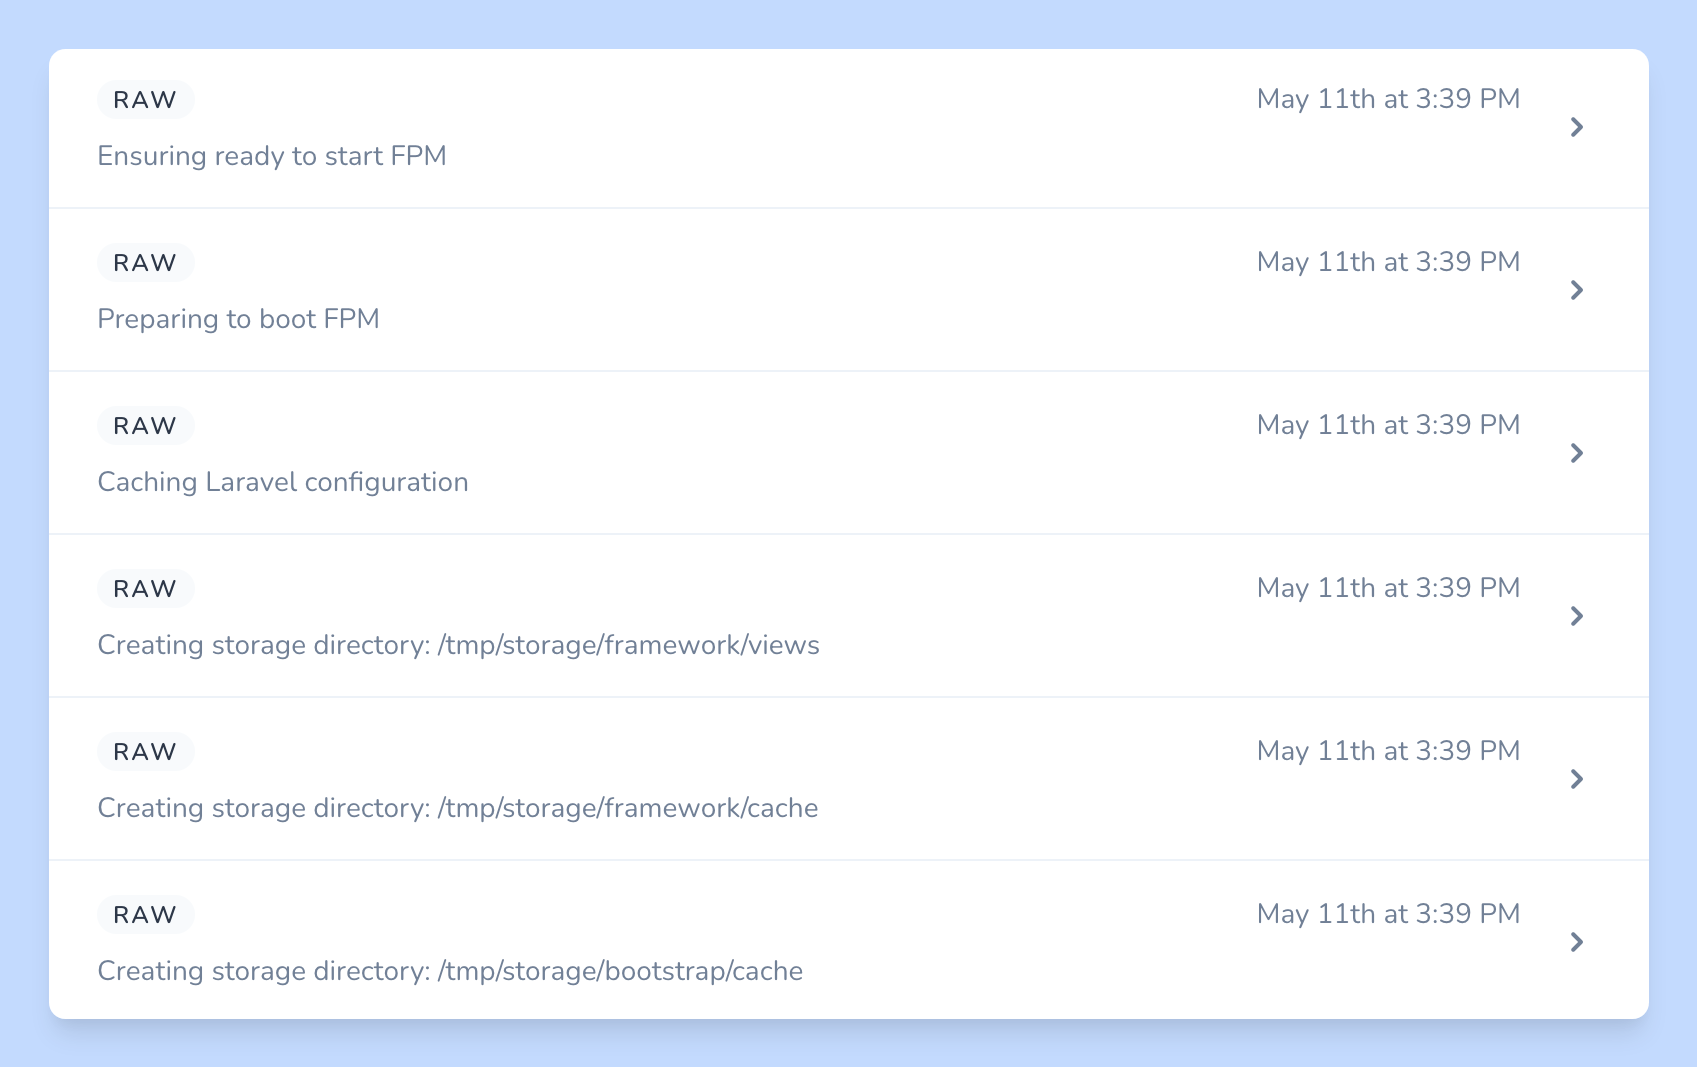 RAW
May 11th at 3:39 PM
Ensuring ready to start FPM
RAW
May 11th at 3:39 PM
Preparing to boot FPM
RAW
May 11th at 3:39 PM
Caching Laravel configuration
RAW
May 11th at 3:39 PM
Creating storage directory: /tmp/storage/framework/views
RAW
May 11th at 3:39 PM
Creating storage directory: /tmp/storage/framework/cache
RAW
May 11th at 3:39 PM
Creating storage directory: /tmp/storage/bootstrap/cache